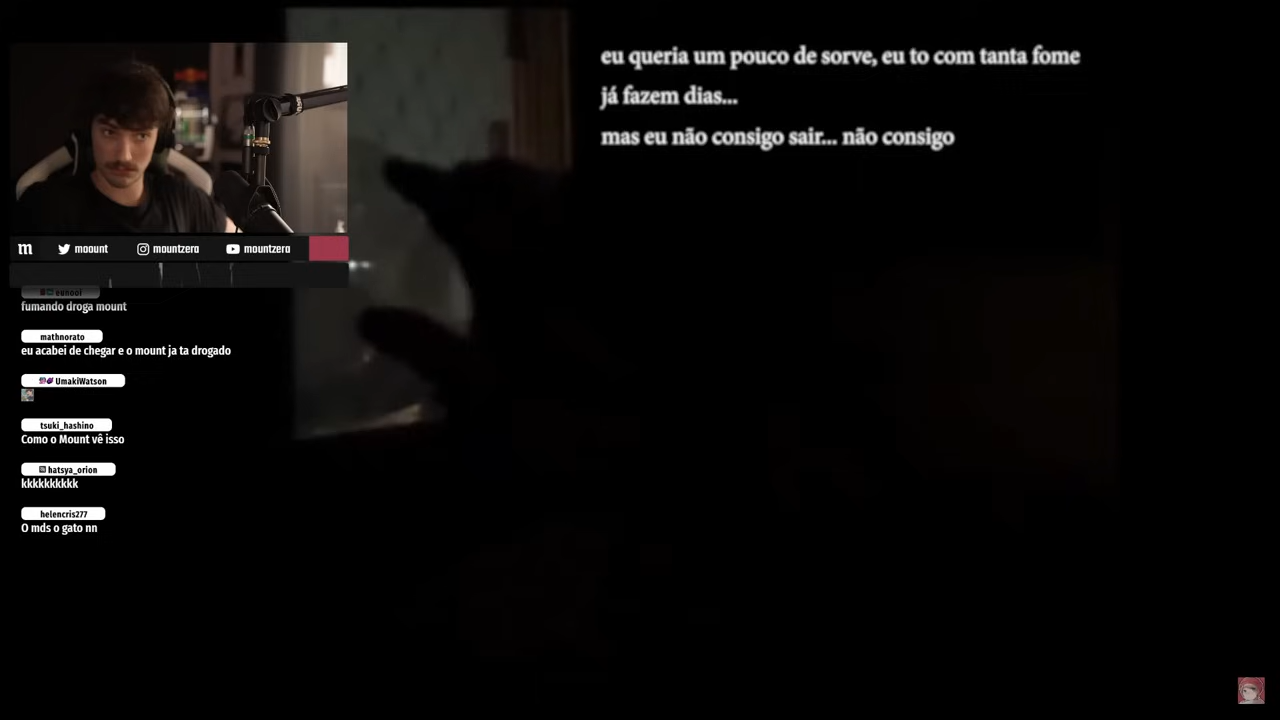 eu queria um pouco de sorve, eu to com tanta fome
já fazem dias...
mas eu não consigo sair... não consigo
m moount mountzera mountzera
eunool
fumando droga mount
mathnorato
eu acabei de chegar e o mount ja ta drogado
UmakiWatson
tsuki_hashino
Como o Mount vê isso
hatsya_orion
kkkkkkkkkk
helencris277
O mds o gato nn